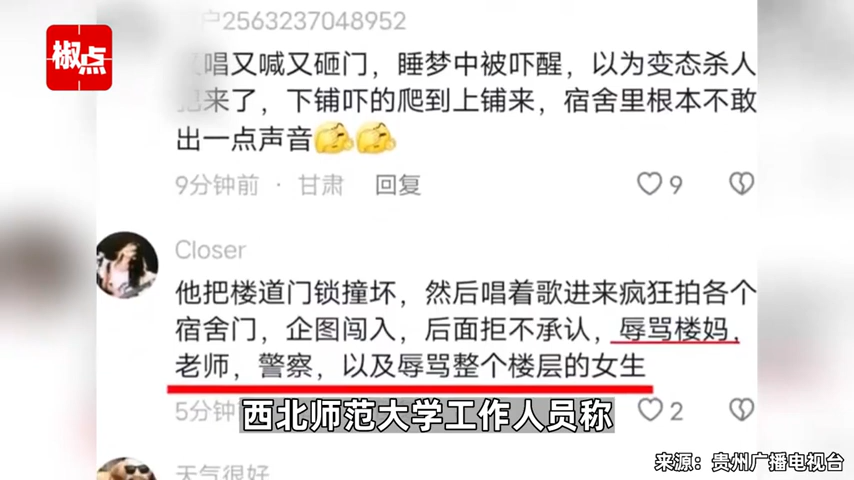 椒点
户2563237048952
又唱又喊又砸门，睡梦中被吓醒，以为变态杀人
犯来了，下铺吓的爬到上铺来，宿舍里根本不敢
出一点声音
9分钟前 · 甘肃 回复
9
Closer
他把楼道门锁撞坏，然后唱着歌进来疯狂拍各个
宿舍门，企图闯入，后面拒不承认，辱骂楼妈，
老师，警察，以及辱骂整个楼层的女生
5分钟
2
西北师范大学工作人员称
天气很好
来源：贵州广播电视台